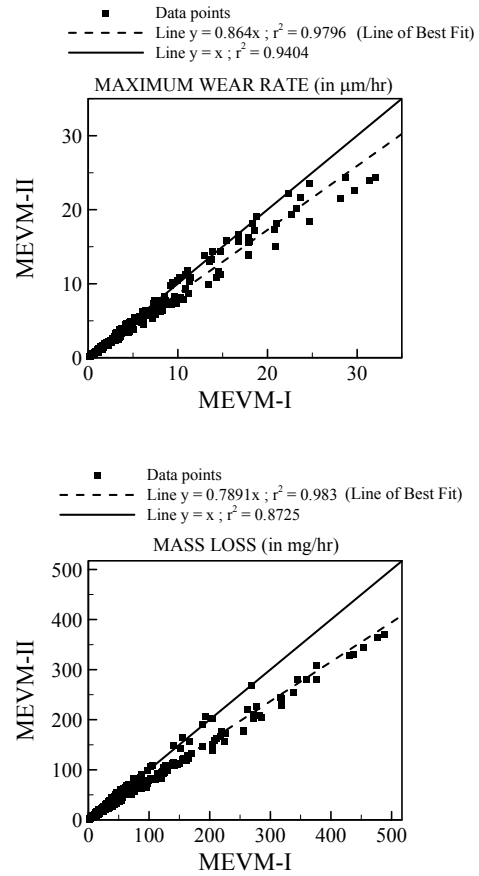 Data points
Line y = 0.864x ; r² = 0.9796 (Line of Best Fit)
Line y = x ; r² = 0.9404
MAXIMUM WEAR RATE (in μm/hr)
30
20
10
0
MEVM-II
0 10 20 30
MEVM-I
Data points
Line y = 0.7891x ; r² = 0.983 (Line of Best Fit)
Line y = x ; r² = 0.8725
MASS LOSS (in mg/hr)
500
400
300
200
100
0
MEVM-II
0 100 200 300 400 500
MEVM-I